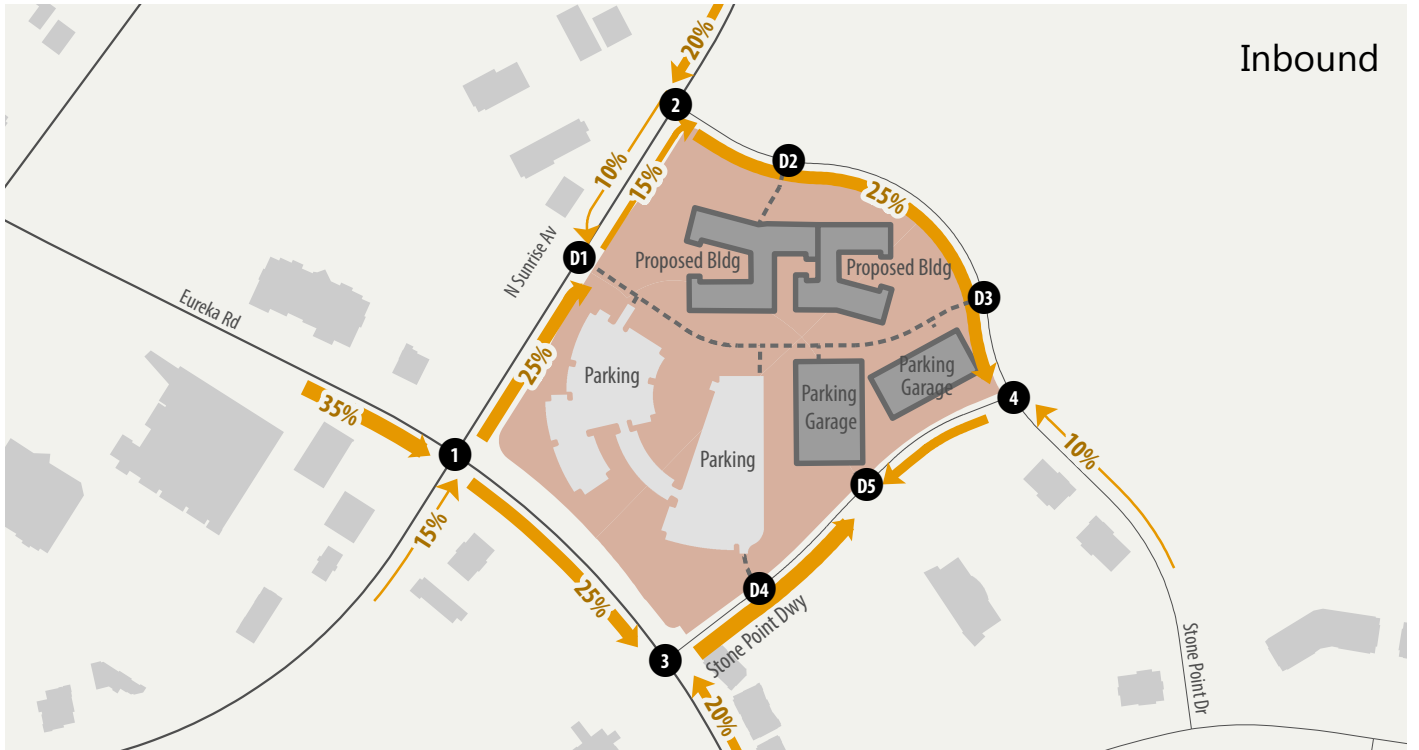 Inbound
20%
2
10%
15%
D2
25%
N Sunrise Av
D1
Proposed Bldg
Proposed Bldg
D3
Eureka Rd
25%
Parking
Parking
Garage
Parking
Garage
35%
4
1
Parking
10%
D5
15%
25%
D4
Stone Point Dwy
3
20%
Stone Point Dr